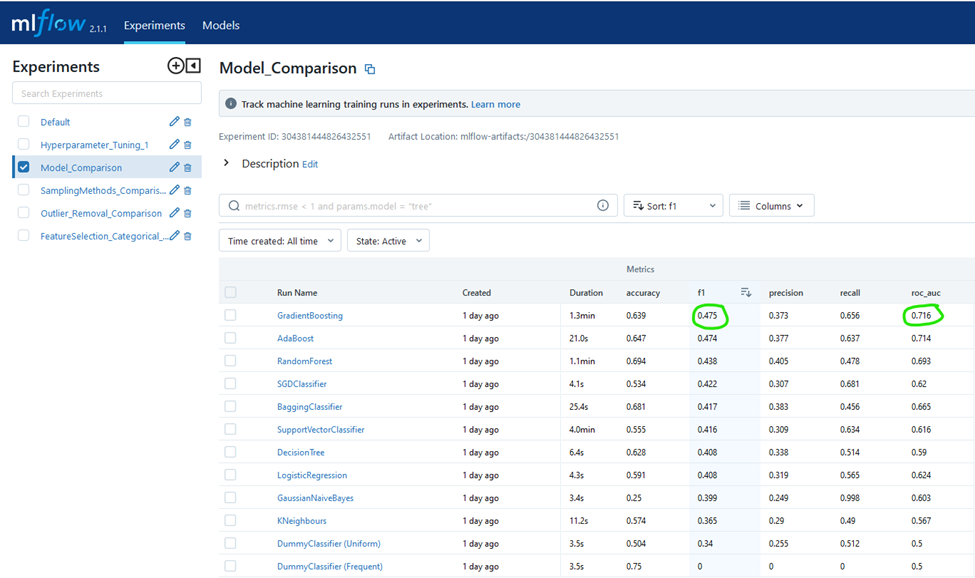 mlflow 2.1.1 Experiments Models
Experiments
Search Experiments
Default
Hyperparameter_Tuning_1
Model_Comparison
SamplingMethods_Comparis...
Outlier_Removal_Comparison
FeatureSelection_Categorical_...
Model_Comparison
Track machine learning training runs in experiments. Learn more
Experiment ID: 304381444826432551 Artifact Location: mlflow-artifacts:/304381444826432551
Description Edit
metrics.rmse < 1 and params.model = "tree" Sort: f1 Columns
Time created: All time State: Active
Metrics
Run Name Created Duration accuracy f1 precision recall roc_auc
GradientBoosting 1 day ago 1.3min 0.639 0.475 0.373 0.656 0.716
AdaBoost 1 day ago 21.0s 0.647 0.474 0.377 0.637 0.714
RandomForest 1 day ago 1.1min 0.694 0.438 0.405 0.478 0.693
SGDClassifier 1 day ago 4.1s 0.534 0.422 0.307 0.681 0.62
BaggingClassifier 1 day ago 25.4s 0.681 0.417 0.383 0.456 0.665
SupportVectorClassifier 1 day ago 4.0min 0.555 0.416 0.309 0.634 0.616
DecisionTree 1 day ago 6.4s 0.628 0.408 0.338 0.514 0.59
LogisticRegression 1 day ago 4.3s 0.591 0.408 0.319 0.565 0.624
GaussianNaiveBayes 1 day ago 3.4s 0.25 0.399 0.249 0.998 0.603
KNeighbours 1 day ago 11.2s 0.574 0.365 0.29 0.49 0.567
DummyClassifier (Uniform) 1 day ago 3.5s 0.504 0.34 0.255 0.512 0.5
DummyClassifier (Frequent) 1 day ago 3.5s 0.75 0 0 0 0.5